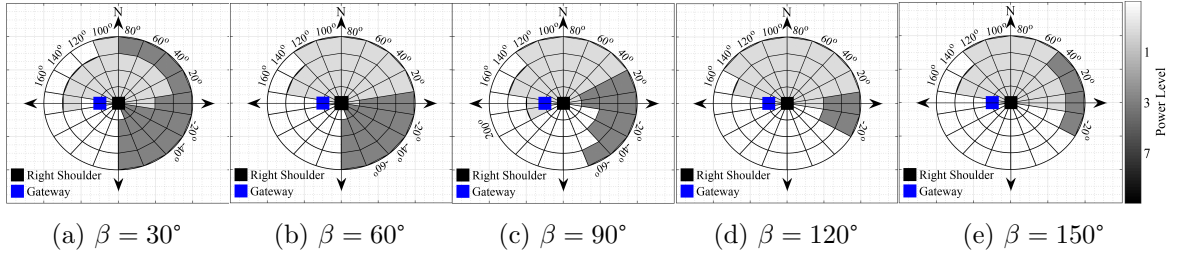 N
100° 80°
120° 60°
140° 40°
160° 20°
-20°
-40°
-60°
Right Shoulder
Gateway
(a) β = 30°
N
100° 80°
120° 60°
140° 40°
160° 20°
-20°
-40°
-60°
Right Shoulder
Gateway
(b) β = 60°
N
100° 80°
120° 60°
140° 40°
160° 20°
200° -20°
-40°
-60°
Right Shoulder
Gateway
(c) β = 90°
N
100° 80°
120° 60°
140° 40°
160° 20°
-20°
Right Shoulder
Gateway
(d) β = 120°
N
100° 80°
120° 60°
140° 40°
160° 20°
-20°
Right Shoulder
Gateway
(e) β = 150°
1
3
7
Power Level